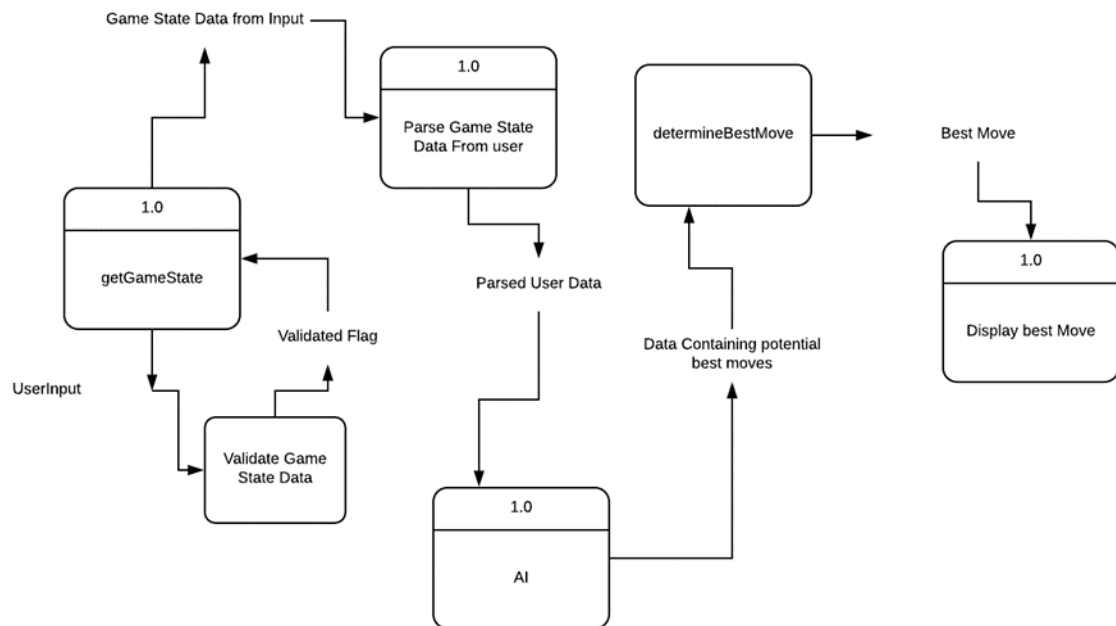 Game State Data from Input
1.0
Parse Game State
Data From user
1.0
determineBestMove
Best Move
1.0
getGameState
1.0
Display best Move
Parsed User Data
Validated Flag
Data Containing potential
best moves
UserInput
Validate Game
State Data
1.0
AI